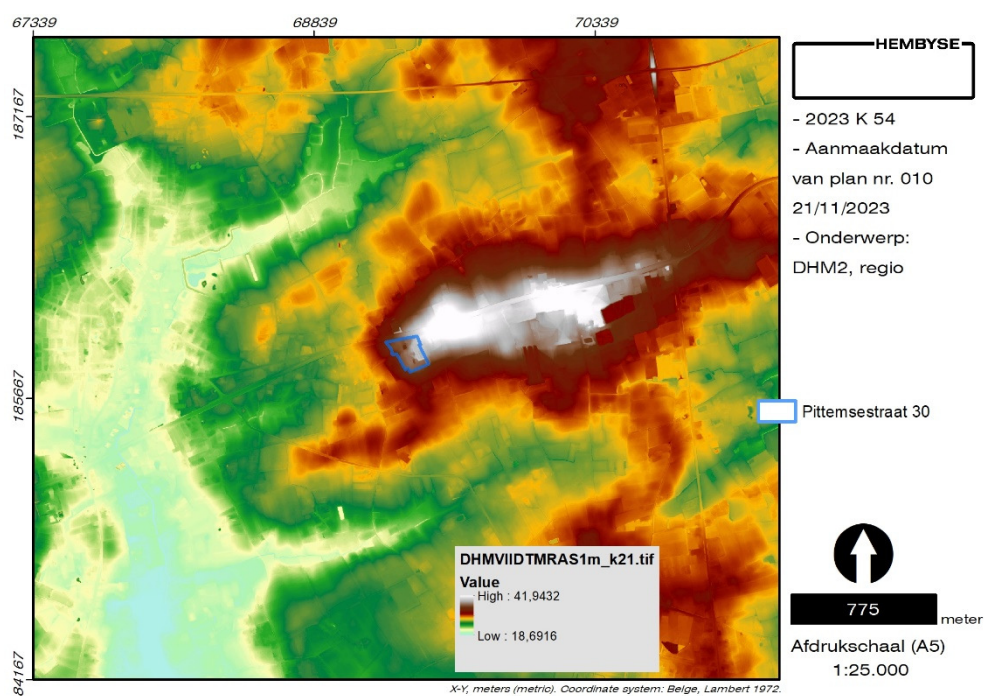 67339
68839
70339
187167
185667
84167
HEMBYSE
- 2023 K 54
- Aanmaakdatum
van plan nr. 010
21/11/2023
- Onderwerp:
DHM2, regio
Pittemsestraat 30
DHMVIIDTMRAS1m_k21.tif
Value
High : 41,9432
Low : 18,6916
775
meter
Afdrukschaal (A5)
1:25.000
X-Y, meters (metric). Coordinate system: Belge, Lambert 1972.